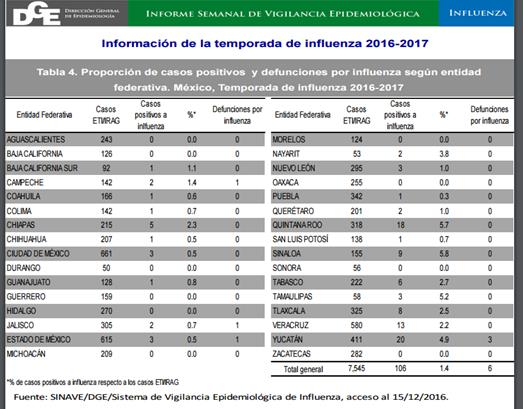 DGE DIRECCIÓN GENERAL DE EPIDEMIOLOGÍA
INFORME SEMANAL DE VIGILANCIA EPIDEMIOLÓGICA
INFLUENZA
Información de la temporada de influenza 2016-2017
Tabla 4. Proporción de casos positivos y defunciones por influenza según entidad
federativa. México, Temporada de influenza 2016-2017
Entidad Federativa Casos ETI/IRAG Casos positivos a influenza %* Defunciones por influenza
AGUASCALIENTES 243 0 0.0 0
BAJA CALIFORNIA 126 0 0.0 0
BAJA CALIFORNIA SUR 92 1 1.1 0
CAMPECHE 142 2 1.4 1
COAHUILA 166 1 0.6 0
COLIMA 142 1 0.7 0
CHIAPAS 215 5 2.3 0
CHIHUAHUA 207 1 0.5 0
CIUDAD DE MÉXICO 661 3 0.5 0
DURANGO 50 0 0.0 0
GUANAJUATO 128 1 0.8 0
GUERRERO 159 0 0.0 0
HIDALGO 270 0 0.0 0
JALISCO 305 2 0.7 1
ESTADO DE MÉXICO 615 3 0.5 1
MICHOACÁN 209 0 0.0 0
Entidad Federativa Casos ETI/IRAG Casos positivos a influenza %* Defunciones por influenza
MORELOS 124 0 0.0 0
NAYARIT 53 2 3.8 0
NUEVO LEÓN 295 3 1.0 0
OAXACA 255 0 0.0 0
PUEBLA 342 1 0.3 0
QUERÉTARO 201 2 1.0 0
QUINTANA ROO 318 18 5.7 0
SAN LUIS POTOSÍ 138 1 0.7 0
SINALOA 155 9 5.8 0
SONORA 56 0 0.0 0
TABASCO 222 6 2.7 0
TAMAULIPAS 58 3 5.2 0
TLAXCALA 325 8 2.5 0
VERACRUZ 580 13 2.2 0
YUCATÁN 411 20 4.9 3
ZACATECAS 282 0 0.0 0
Total general 7,545 106 1.4 6
*% de casos positivos a influenza respecto a los casos ETI/IRAG
Fuente: SINAVE/DGE/Sistema de Vigilancia Epidemiológica de Influenza, acceso al 15/12/2016.